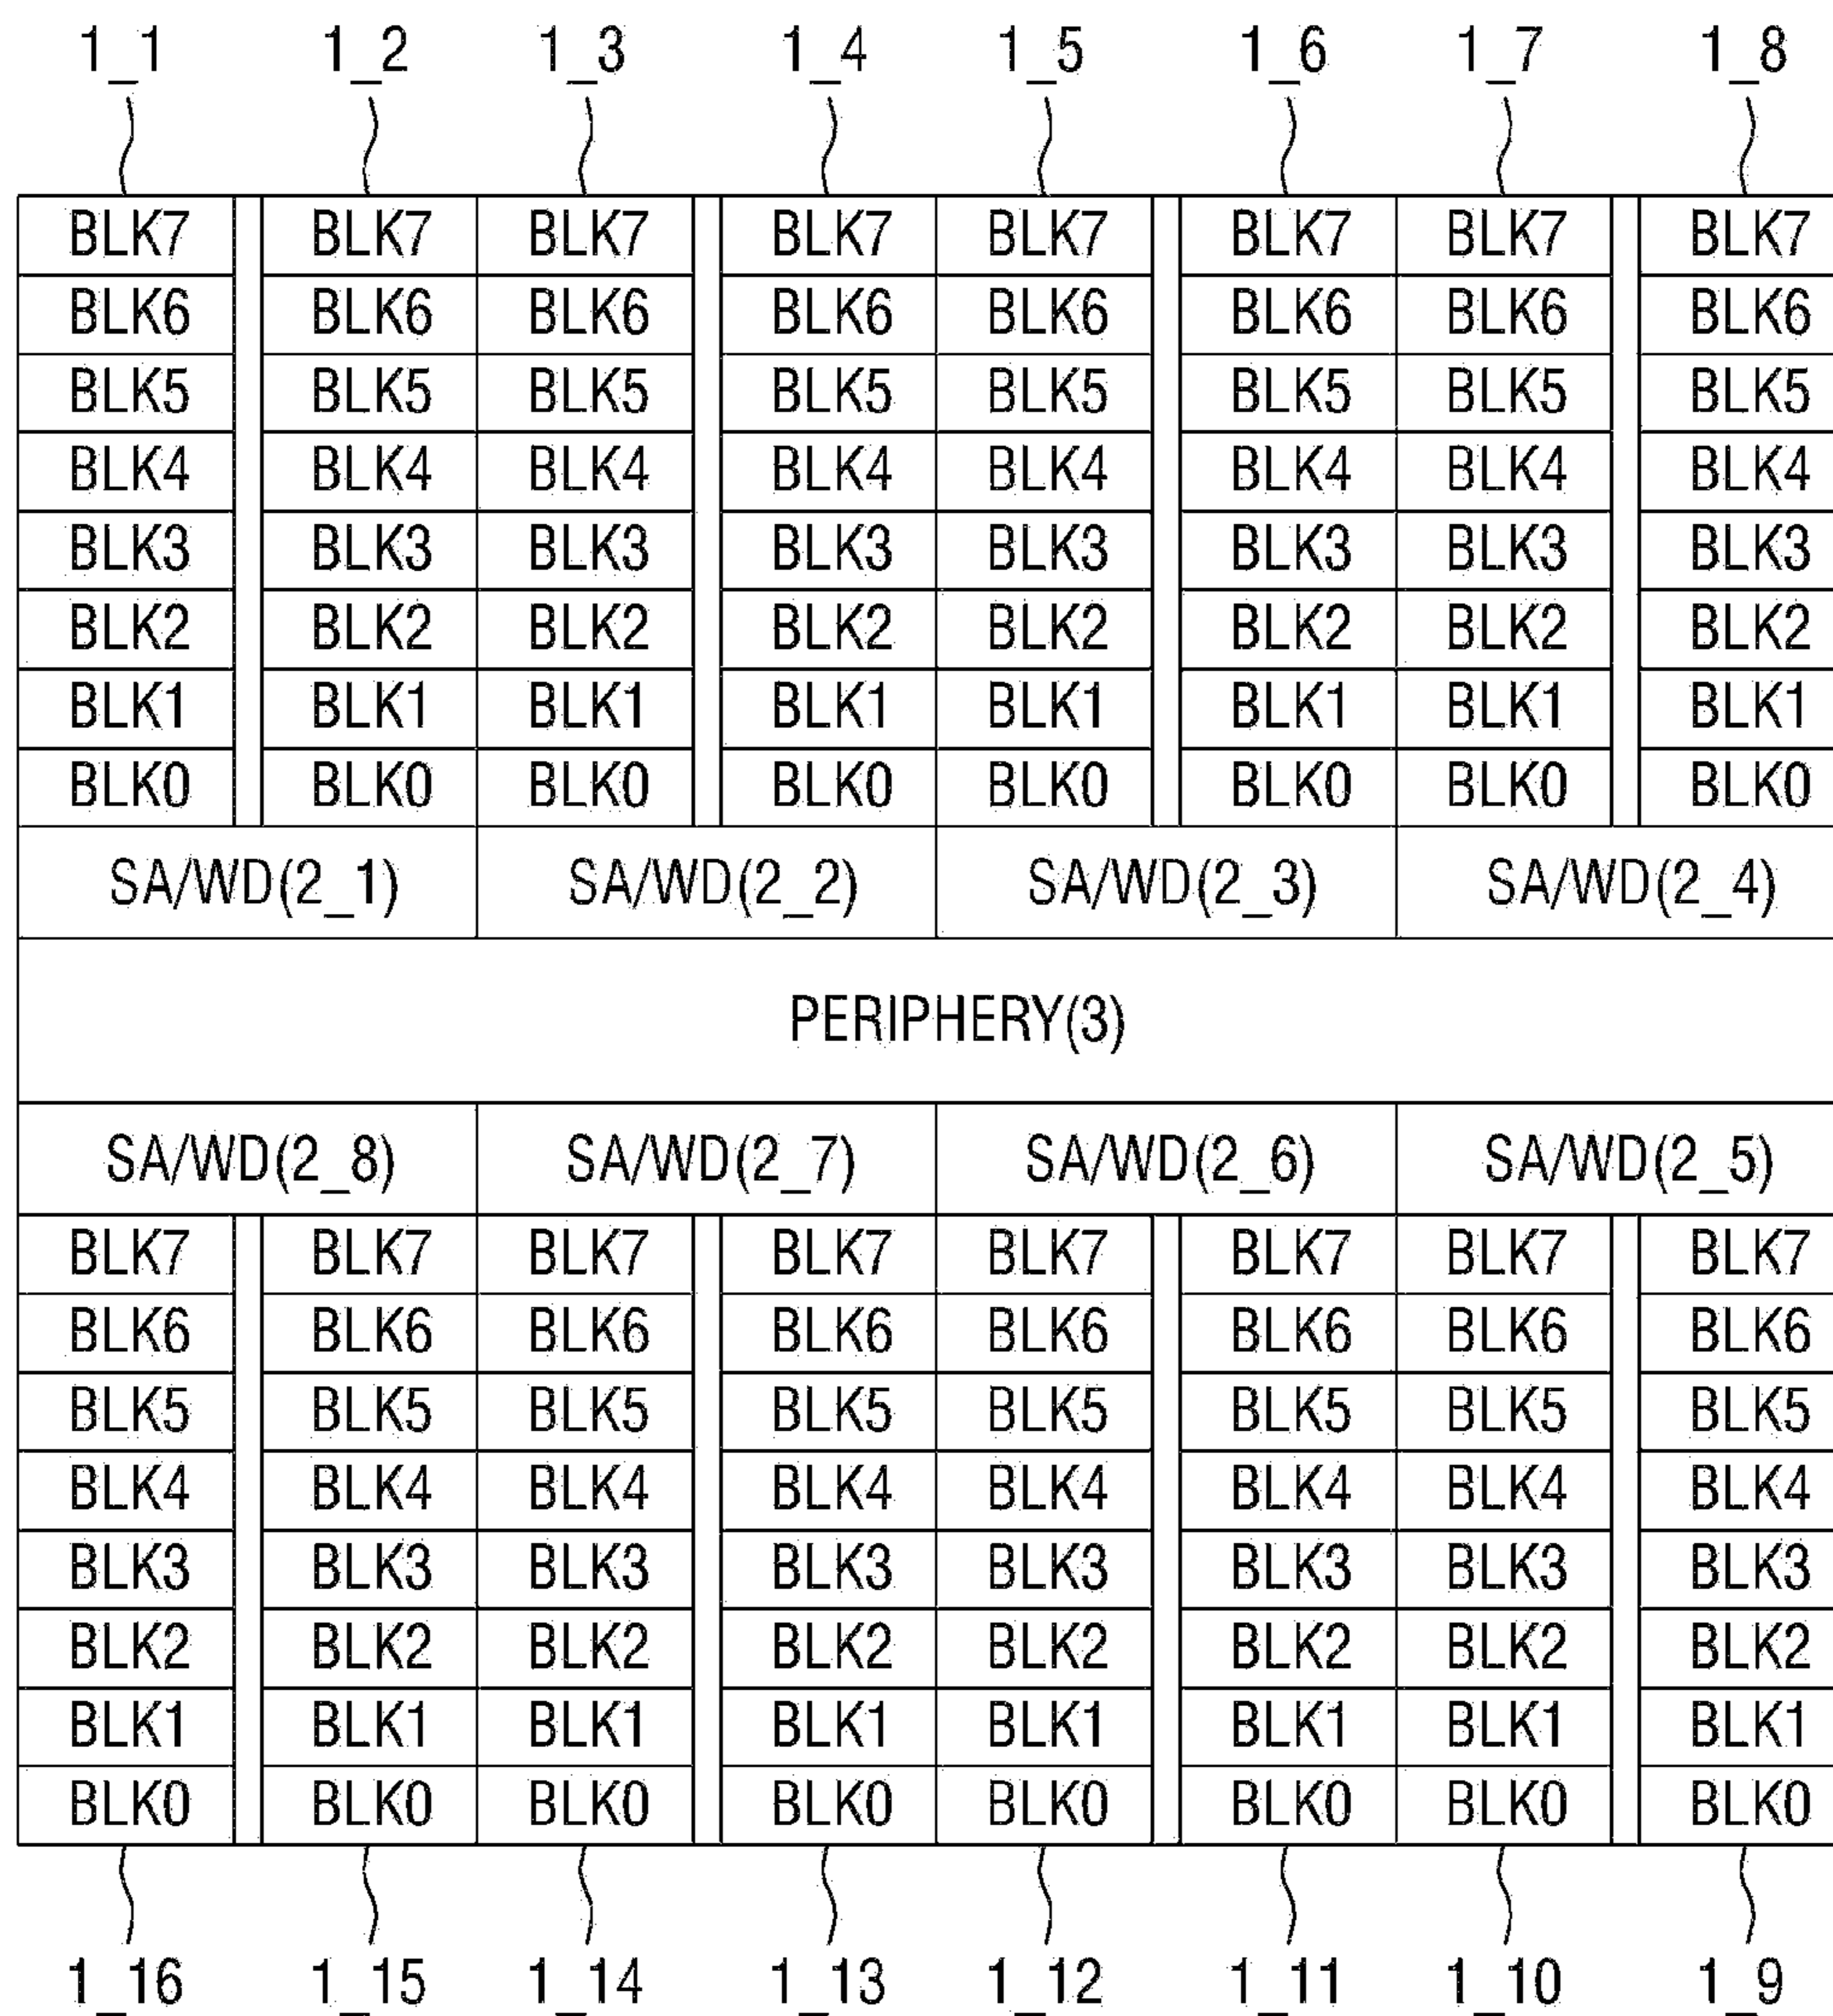 1_1 1_2 1_3 1_4 1_5 1_6 1_7 1_8
BLK7 BLK7 BLK7 BLK7 BLK7 BLK7 BLK7 BLK7
BLK6 BLK6 BLK6 BLK6 BLK6 BLK6 BLK6 BLK6
BLK5 BLK5 BLK5 BLK5 BLK5 BLK5 BLK5 BLK5
BLK4 BLK4 BLK4 BLK4 BLK4 BLK4 BLK4 BLK4
BLK3 BLK3 BLK3 BLK3 BLK3 BLK3 BLK3 BLK3
BLK2 BLK2 BLK2 BLK2 BLK2 BLK2 BLK2 BLK2
BLK1 BLK1 BLK1 BLK1 BLK1 BLK1 BLK1 BLK1
BLK0 BLK0 BLK0 BLK0 BLK0 BLK0 BLK0 BLK0
SA/WD(2_1) SA/WD(2_2) SA/WD(2_3) SA/WD(2_4)
PERIPHERY(3)
SA/WD(2_8) SA/WD(2_7) SA/WD(2_6) SA/WD(2_5)
BLK7 BLK7 BLK7 BLK7 BLK7 BLK7 BLK7 BLK7
BLK6 BLK6 BLK6 BLK6 BLK6 BLK6 BLK6 BLK6
BLK5 BLK5 BLK5 BLK5 BLK5 BLK5 BLK5 BLK5
BLK4 BLK4 BLK4 BLK4 BLK4 BLK4 BLK4 BLK4
BLK3 BLK3 BLK3 BLK3 BLK3 BLK3 BLK3 BLK3
BLK2 BLK2 BLK2 BLK2 BLK2 BLK2 BLK2 BLK2
BLK1 BLK1 BLK1 BLK1 BLK1 BLK1 BLK1 BLK1
BLK0 BLK0 BLK0 BLK0 BLK0 BLK0 BLK0 BLK0
1_16 1_15 1_14 1_13 1_12 1_11 1_10 1_9